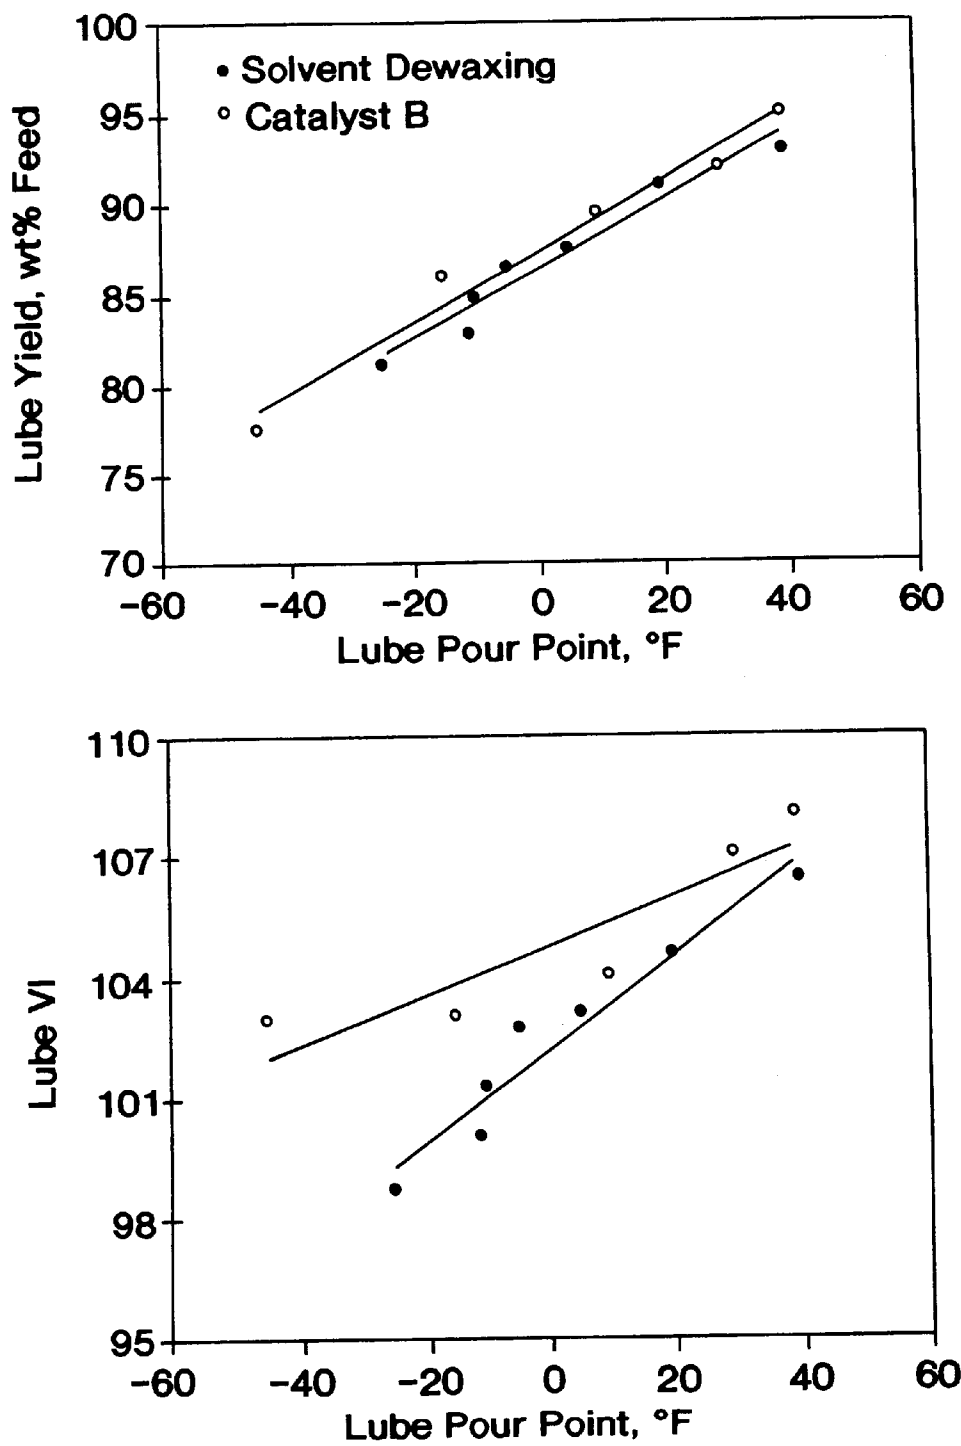 100
Solvent Dewaxing
95
Catalyst B
90
85
80
75
70
Lube Yield, wt% Feed
-60 -40 -20 0 20 40 60
Lube Pour Point, °F
110
107
104
101
98
95
Lube VI
-60 -40 -20 0 20 40 60
Lube Pour Point, °F